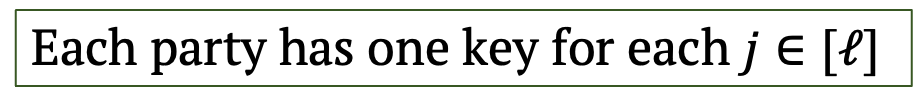 Each party has one key for each j ∈ [ℓ]